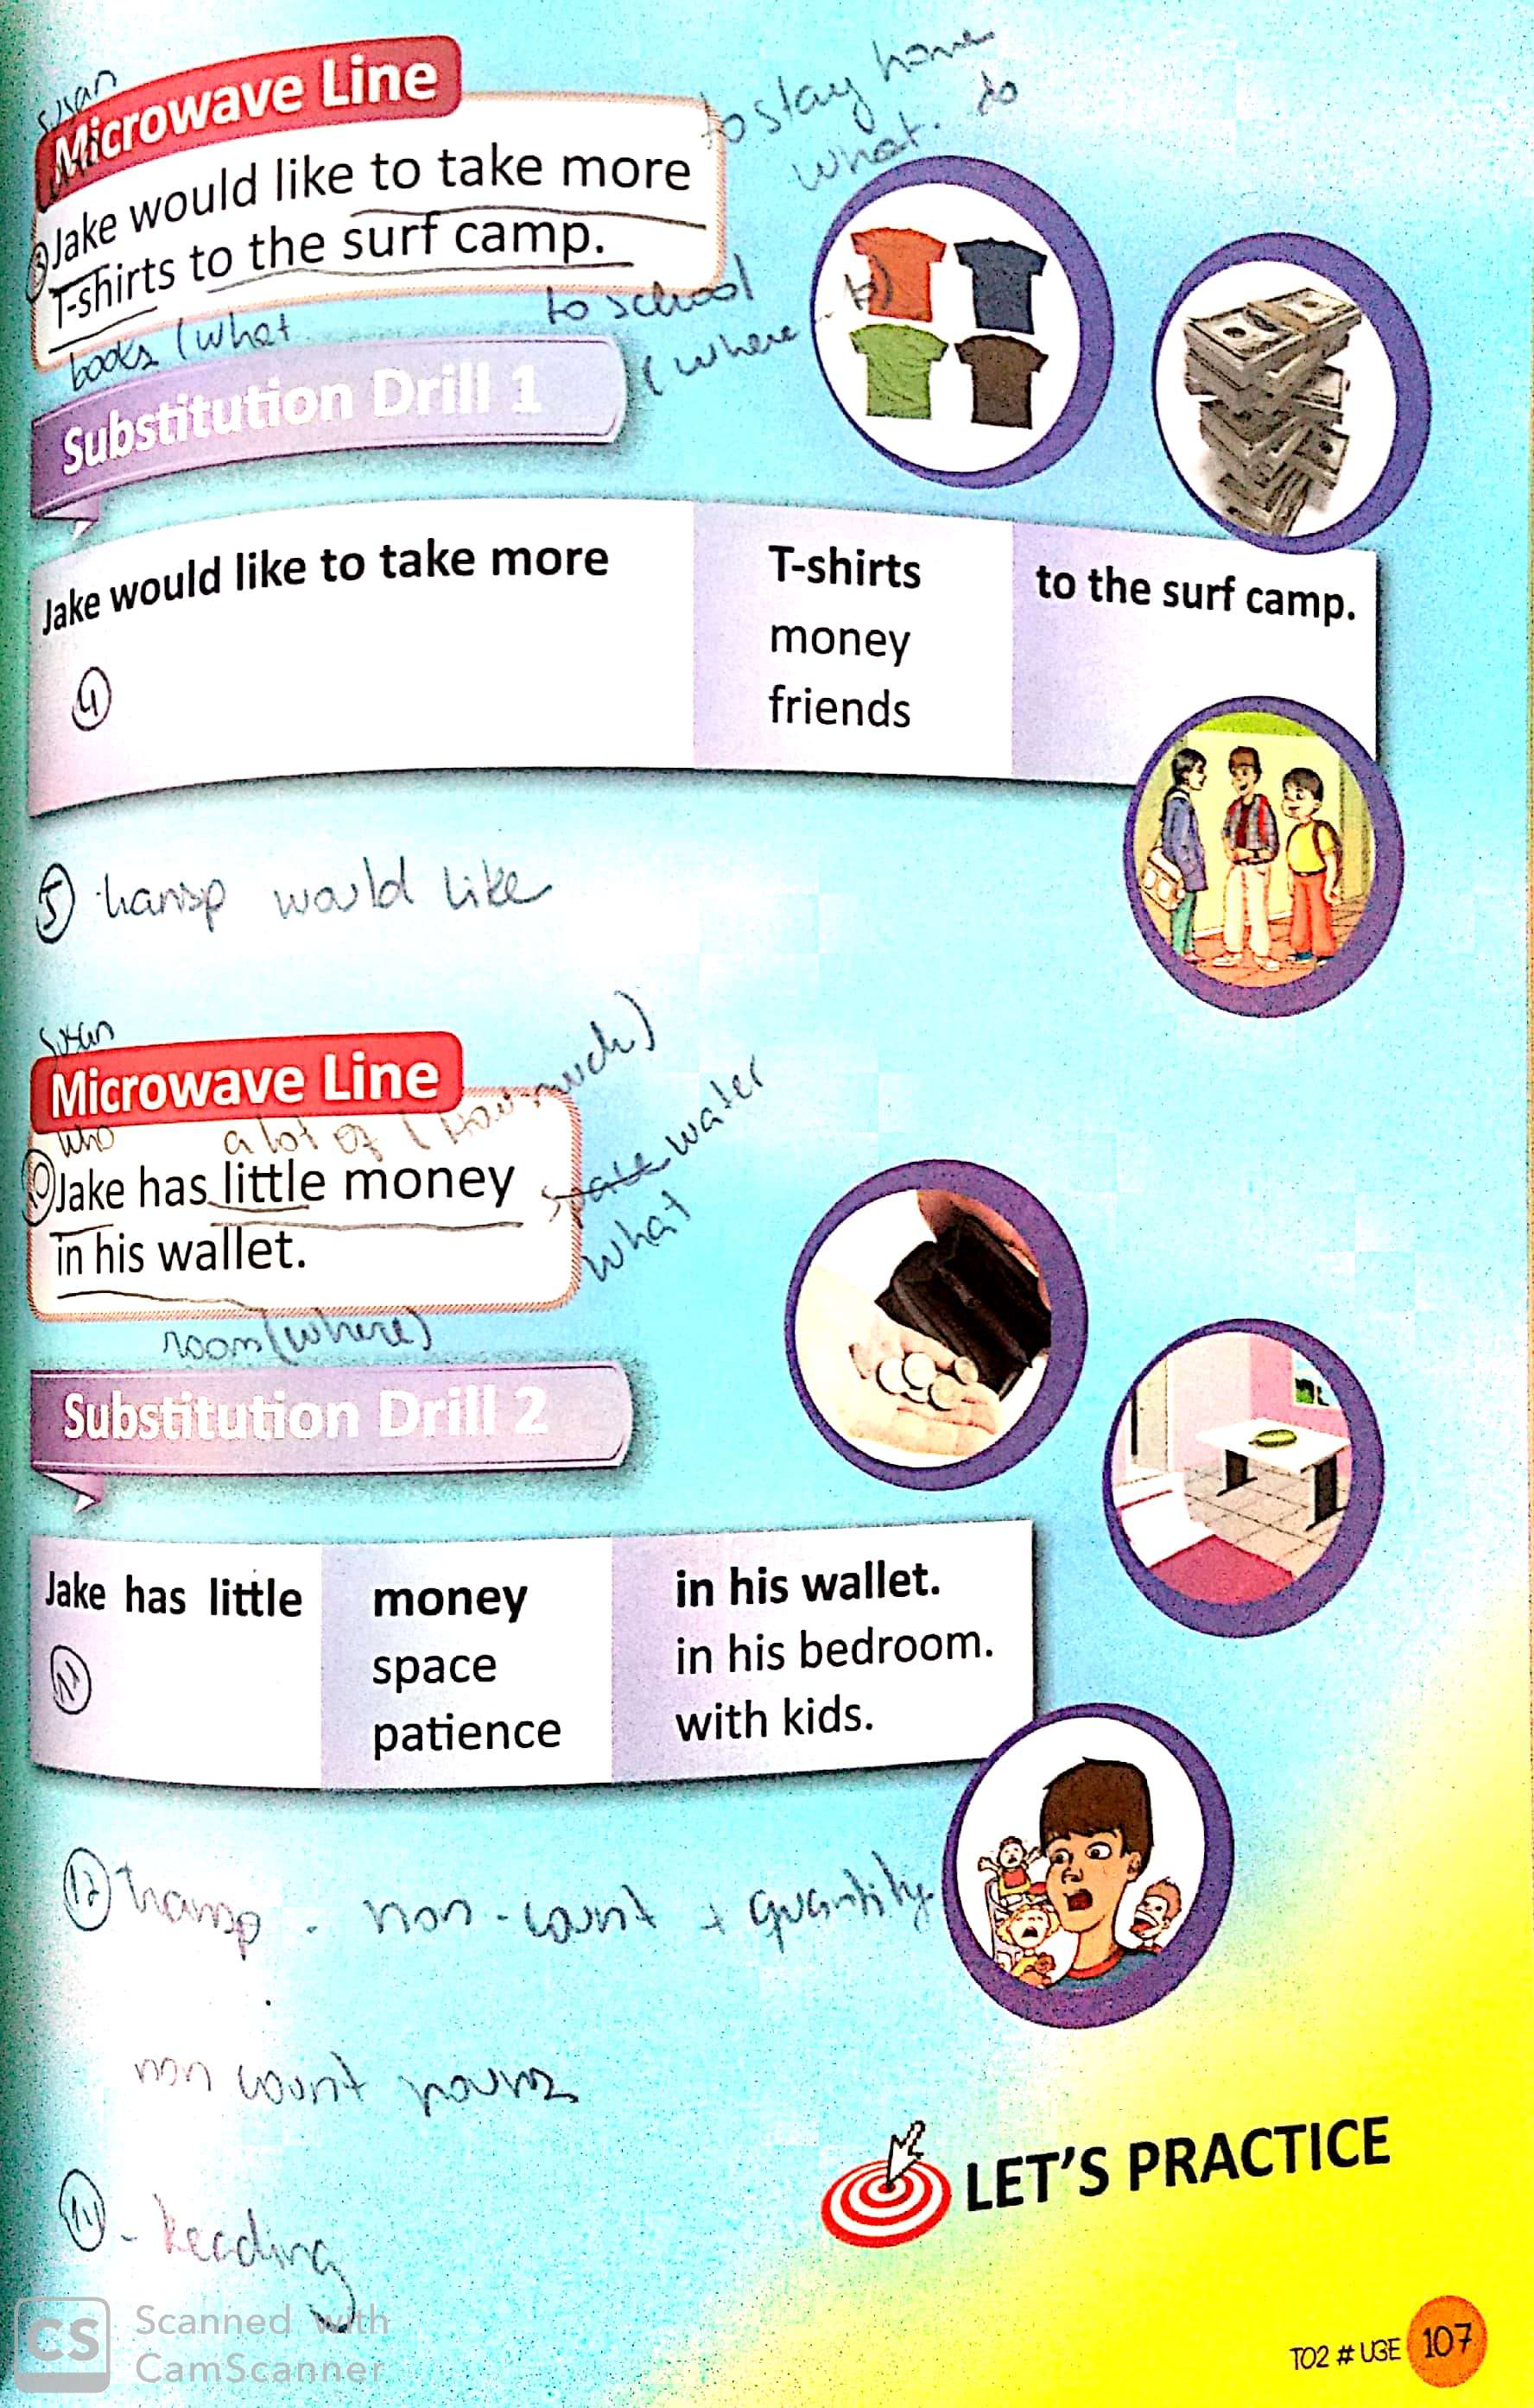 Susan
Microwave Line
to stay home
what. do
③ Jake would like to take more
T-shirts to the surf camp.
books (what
to school
(where to)
Substitution Drill 1
Jake would like to take more T-shirts to the surf camp.
money
friends
④
⑤ transp would like
Susan
Microwave Line
who a lot of (How much)
⑩ Jake has little money
water
what
in his wallet.
room (where)
Substitution Drill 2
Jake has little money in his wallet.
space in his bedroom.
patience with kids.
⑪
⑫ transp - non-count + quantity
non count nouns
- Reading
LET'S PRACTICE
CS Scanned with
CamScanner
TO2 # U3E 107